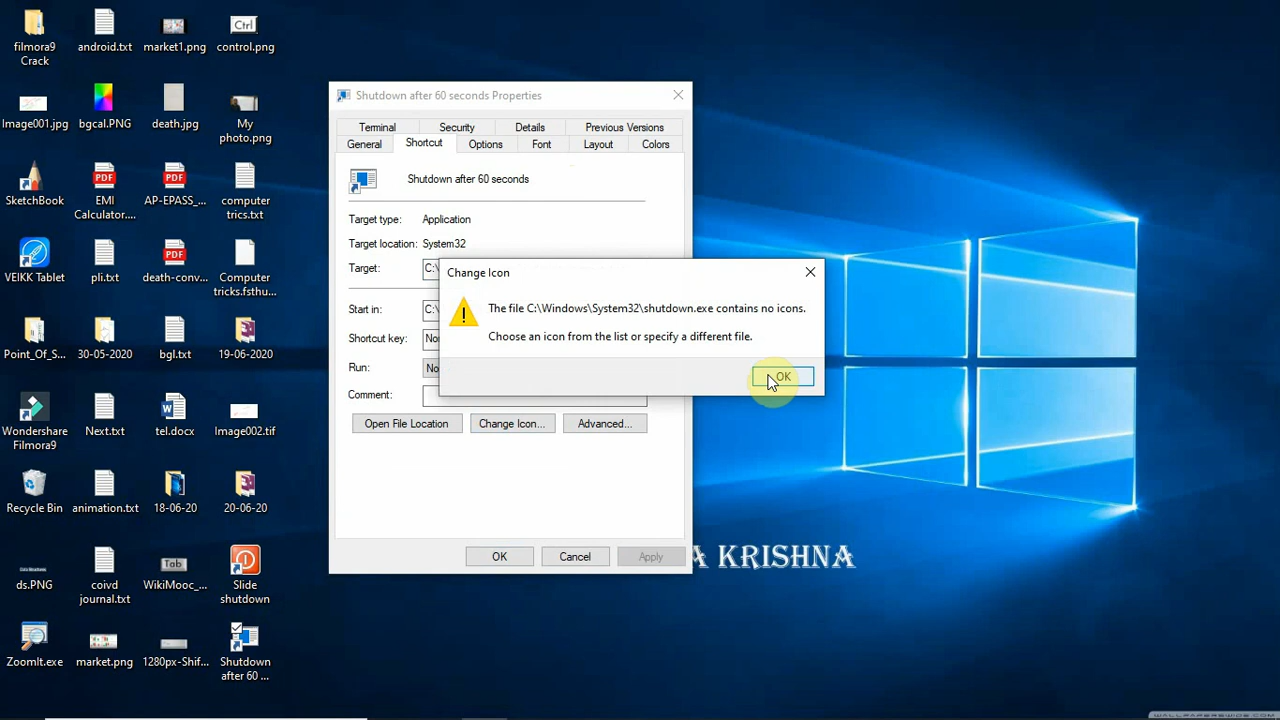 filmora9
Crack
android.txt
market1.png
Ctrl
control.png
Image001.jpg
bgcal.PNG
death.jpg
My
photo.png
SketchBook
PDF
EMI
Calculator....
PDF
AP-EPASS_...
computer
trics.txt
VEIKK Tablet
pli.txt
PDF
death-conv...
Computer
tricks.fsthu...
Point_Of_S...
30-05-2020
bgl.txt
19-06-2020
Wondershare
Filmora9
Next.txt
tel.docx
Image002.tif
Recycle Bin
animation.txt
18-06-20
20-06-20
ds.PNG
coivd
journal.txt
Tab
WikiMooc_...
Slide
shutdown
ZoomIt.exe
market.png
1280px-Shif...
Shutdown
after 60 ...
Shutdown after 60 seconds Properties
Terminal
Security
Details
Previous Versions
General
Shortcut
Options
Font
Layout
Colors
Shutdown after 60 seconds
Target type: Application
Target location: System32
Target: C:\
Start in: C:\
Shortcut key: No
Run: No
Comment:
Open File Location
Change Icon...
Advanced...
OK
Cancel
Apply
Change Icon
The file C:\Windows\System32\shutdown.exe contains no icons.
Choose an icon from the list or specify a different file.
OK
A KRISHNA